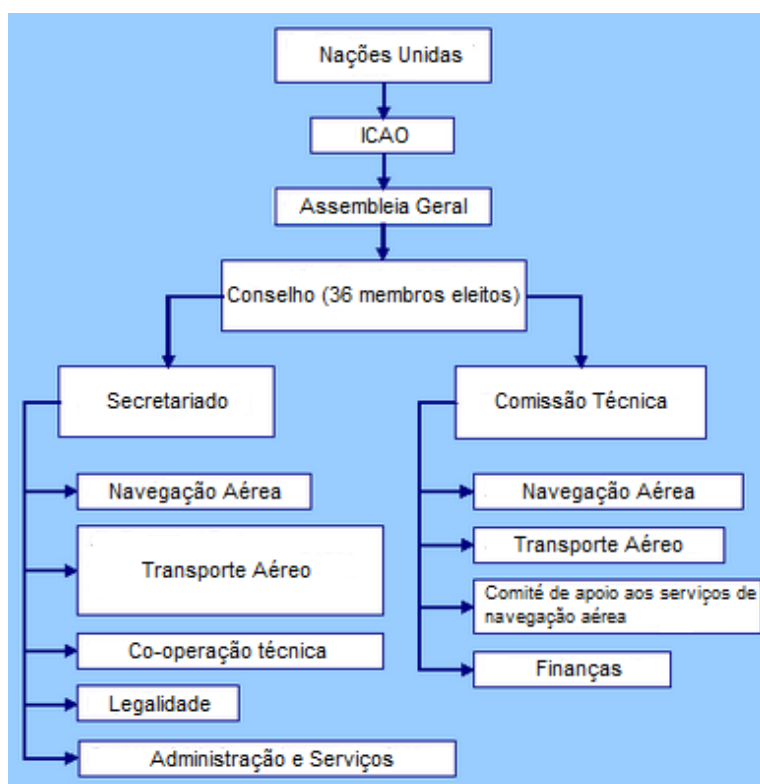 Nações Unidas
ICAO
Assembleia Geral
Conselho (36 membros eleitos)
Secretariado
Navegação Aérea
Transporte Aéreo
Co-operação técnica
Legalidade
Administração e Serviços
Comissão Técnica
Navegação Aérea
Transporte Aéreo
Comité de apoio aos serviços de
navegação aérea
Finanças